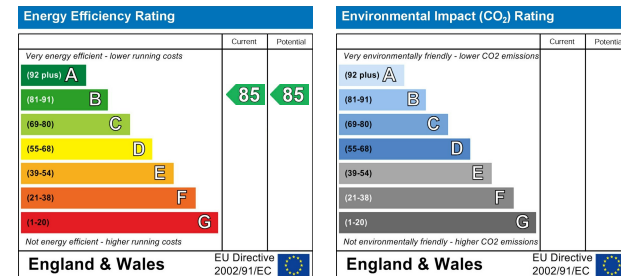 Energy Efficiency Rating
Current Potential
Very energy efficient - lower running costs
(92 plus) A
(81-91) B 85 85
(69-80) C
(55-68) D
(39-54) E
(21-38) F
(1-20) G
Not energy efficient - higher running costs
England & Wales EU Directive
2002/91/EC
Environmental Impact (CO₂) Rating
Current Potential
Very environmentally friendly - lower CO2 emissions
(92 plus) A
(81-91) B
(69-80) C
(55-68) D
(39-54) E
(21-38) F
(1-20) G
Not environmentally friendly - higher CO2 emissions
England & Wales EU Directive
2002/91/EC